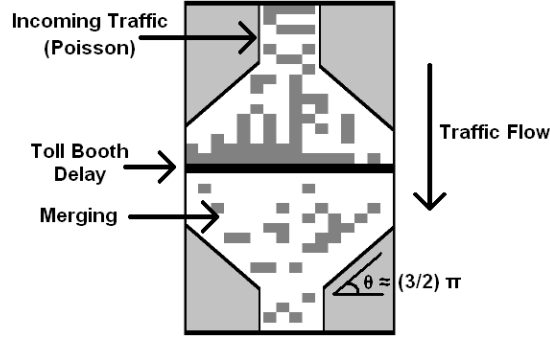 Incoming Traffic
(Poisson)
Traffic Flow
Toll Booth
Delay
Merging
θ ≈ (3/2) π